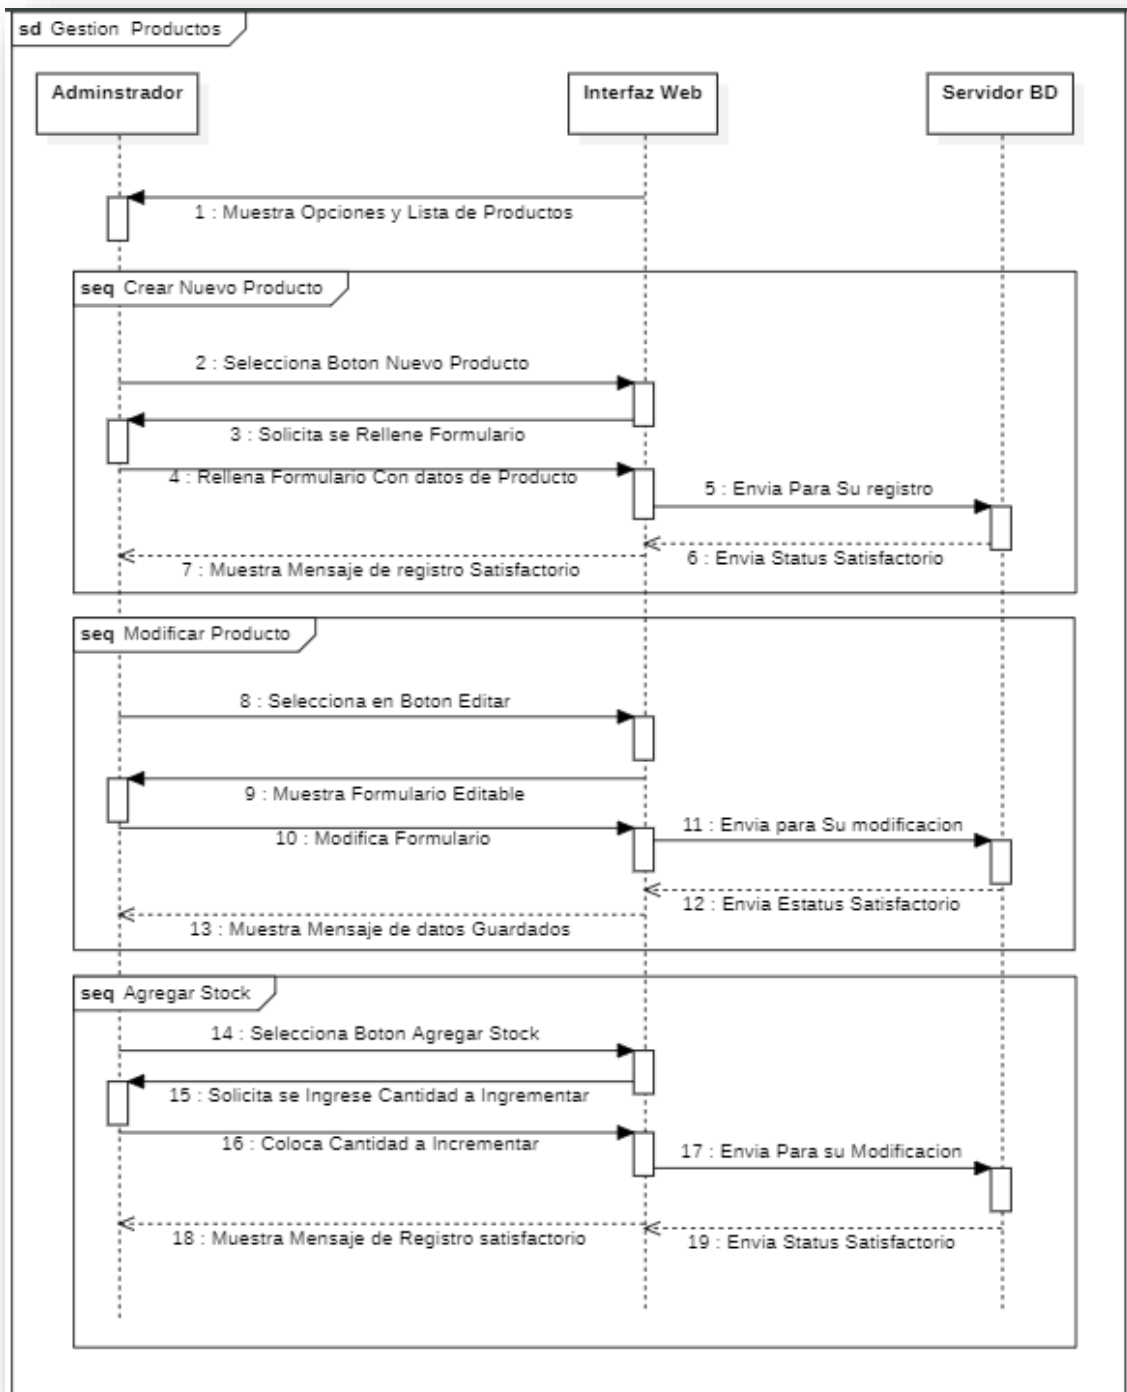 sd Gestion Productos
Adminstrador
Interfaz Web
Servidor BD
1 : Muestra Opciones y Lista de Productos
seq Crear Nuevo Producto
2 : Selecciona Boton Nuevo Producto
3 : Solicita se Rellene Formulario
4 : Rellena Formulario Con datos de Producto
5 : Envia Para Su registro
6 : Envia Status Satisfactorio
7 : Muestra Mensaje de registro Satisfactorio
seq Modificar Producto
8 : Selecciona en Boton Editar
9 : Muestra Formulario Editable
10 : Modifica Formulario
11 : Envia para Su modificacion
12 : Envia Estatus Satisfactorio
13 : Muestra Mensaje de datos Guardados
seq Agregar Stock
14 : Selecciona Boton Agregar Stock
15 : Solicita se Ingrese Cantidad a Ingrementar
16 : Coloca Cantidad a Incrementar
17 : Envia Para su Modificacion
18 : Muestra Mensaje de Registro satisfactorio
19 : Envia Status Satisfactorio